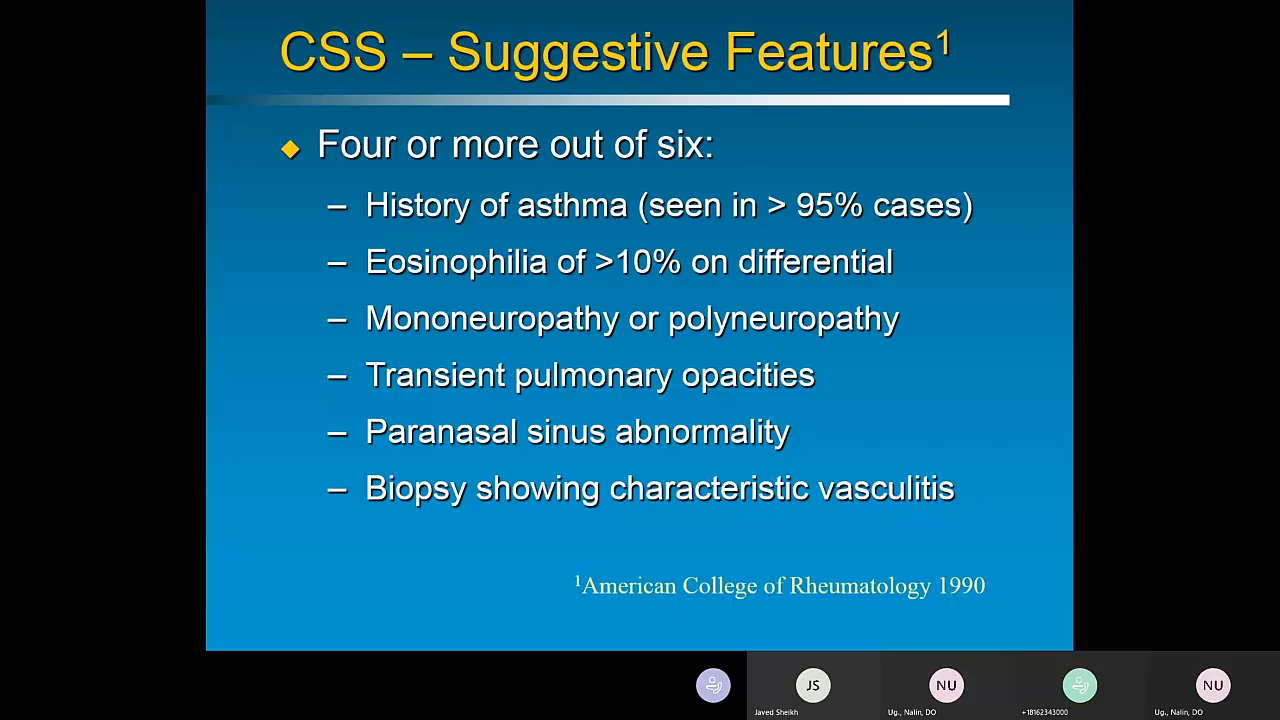 CSS – Suggestive Features¹
◆ Four or more out of six:
– History of asthma (seen in > 95% cases)
– Eosinophilia of >10% on differential
– Mononeuropathy or polyneuropathy
– Transient pulmonary opacities
– Paranasal sinus abnormality
– Biopsy showing characteristic vasculitis
¹American College of Rheumatology 1990
JS NU NU
Javed Sheikh Ug., Nalin, DO +18162343000 Ug., Nalin, DO